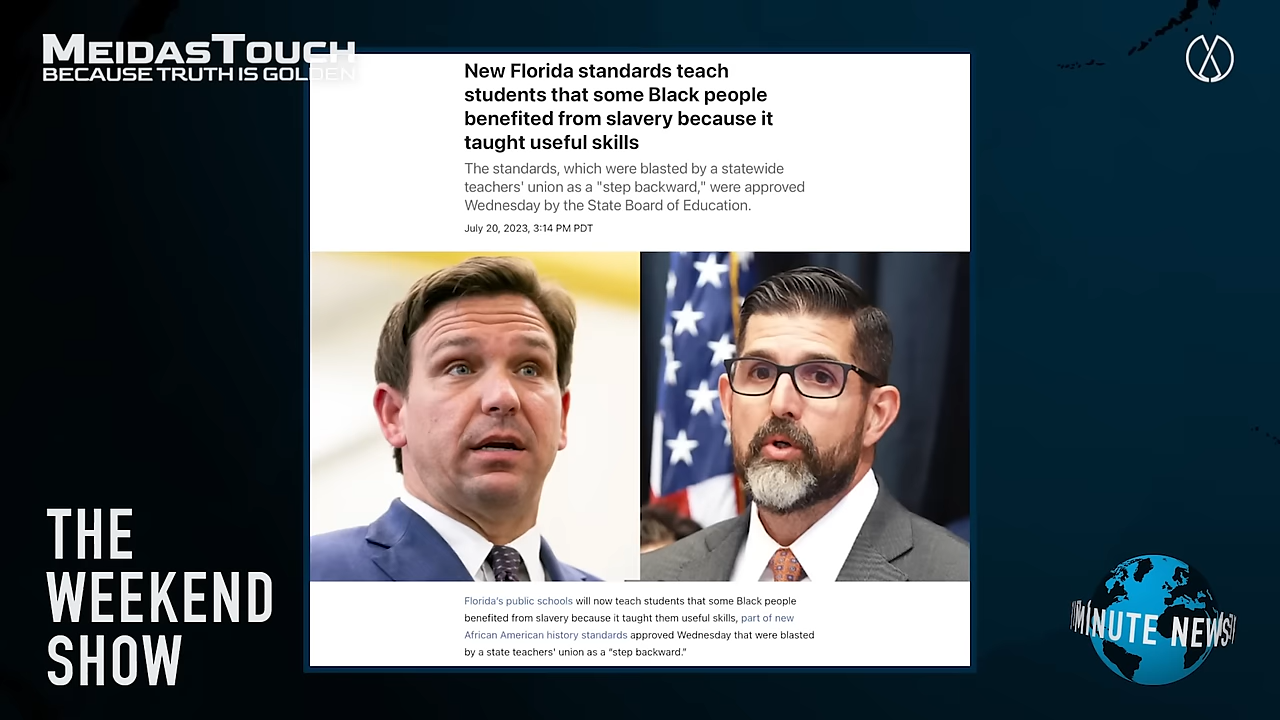 MEIDASTOUCH
BECAUSE TRUTH IS GOLDEN
New Florida standards teach
students that some Black people
benefited from slavery because it
taught useful skills
The standards, which were blasted by a statewide
teachers' union as a "step backward," were approved
Wednesday by the State Board of Education.
July 20, 2023, 3:14 PM PDT
Florida's public schools will now teach students that some Black people
benefited from slavery because it taught them useful skills, part of new
African American history standards approved Wednesday that were blasted
by a state teachers' union as a “step backward.”
THE
WEEKEND
SHOW
MINUTE NEWS